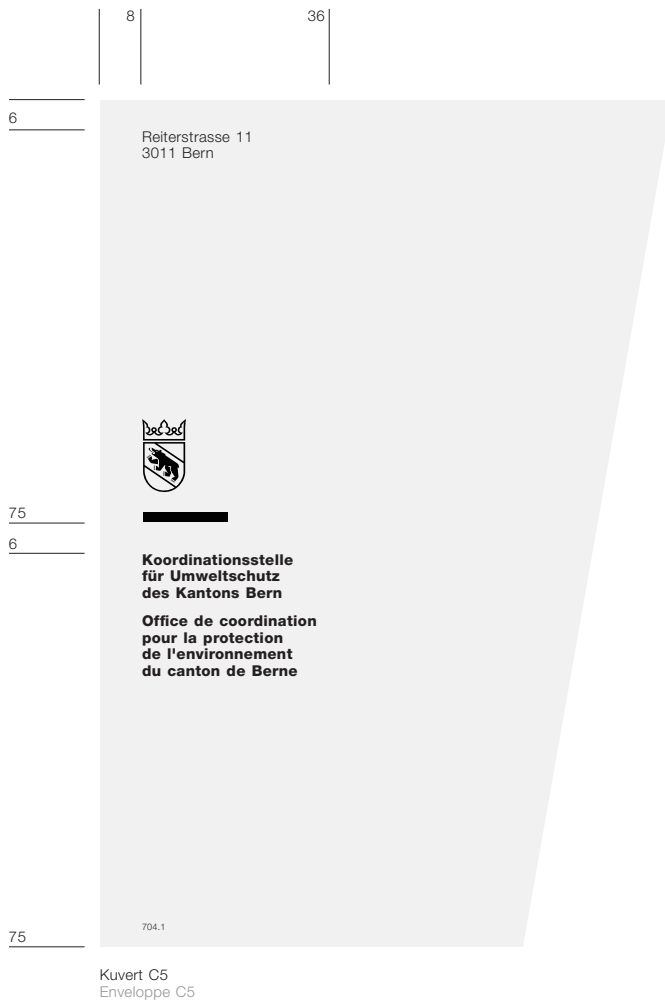 8
36
6
Reiterstrasse 11
3011 Bern
75
6
Koordinationsstelle
für Umweltschutz
des Kantons Bern
Office de coordination
pour la protection
de l'environnement
du canton de Berne
704.1
75
Kuvert C5
Enveloppe C5